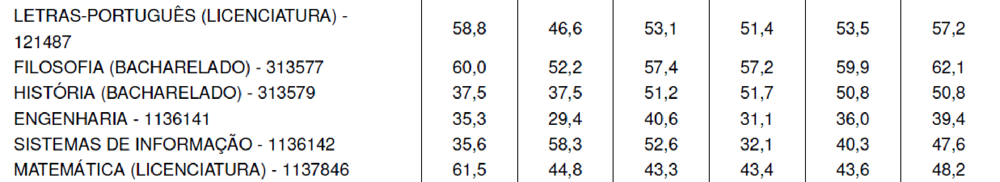 LETRAS-PORTUGUÊS (LICENCIATURA) -
121487 58,8 46,6 53,1 51,4 53,5 57,2
FILOSOFIA (BACHARELADO) - 313577 60,0 52,2 57,4 57,2 59,9 62,1
HISTÓRIA (BACHARELADO) - 313579 37,5 37,5 51,2 51,7 50,8 50,8
ENGENHARIA - 1136141 35,3 29,4 40,6 31,1 36,0 39,4
SISTEMAS DE INFORMAÇÃO - 1136142 35,6 58,3 52,6 32,1 40,3 47,6
MATEMÁTICA (LICENCIATURA) - 1137846 61,5 44,8 43,3 43,4 43,6 48,2